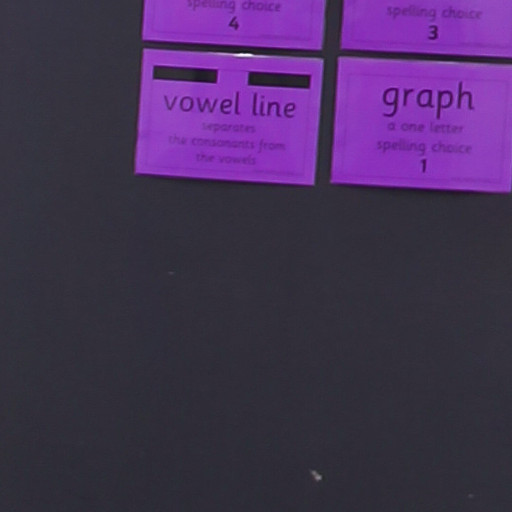 spelling choice
4
spelling choice
3
vowel line
separates
the consonants from
the vowels
graph
a one letter
spelling choice
1